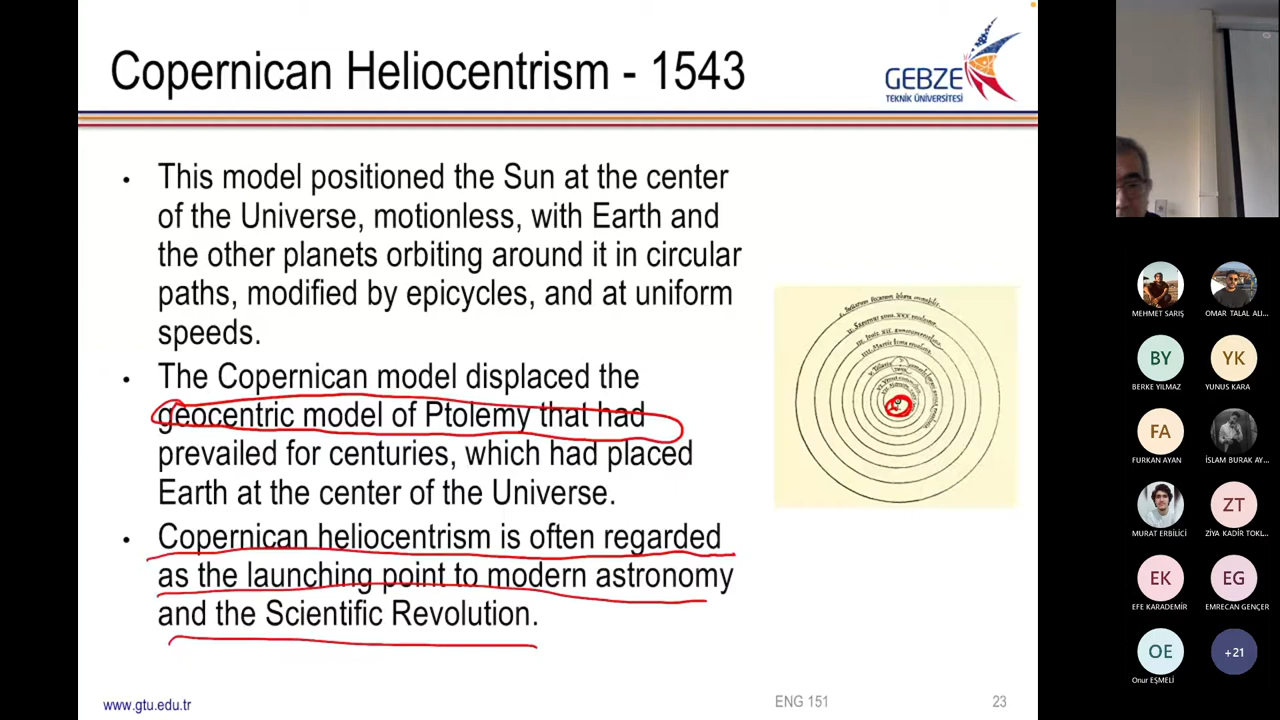 Copernican Heliocentrism - 1543
GEBZE
TEKNİK ÜNİVERSİTESİ
• This model positioned the Sun at the center
of the Universe, motionless, with Earth and
the other planets orbiting around it in circular
paths, modified by epicycles, and at uniform
speeds.
• The Copernican model displaced the
geocentric model of Ptolemy that had
prevailed for centuries, which had placed
Earth at the center of the Universe.
• Copernican heliocentrism is often regarded
as the launching point to modern astronomy
and the Scientific Revolution.
www.gtu.edu.tr
ENG 151
23
MEHMET SARIŞ
OMAR TALAL ALI...
BY
YK
BERKE YILMAZ
YUNUS KARA
FA
FURKAN AYAN
İSLAM BURAK AY...
ZT
MURAT ERBİLİCİ
ZİYA KADİR TOKL...
EK
EG
EFE KARADEMİR
EMRECAN GENÇER
OE
+21
Onur EŞMELİ